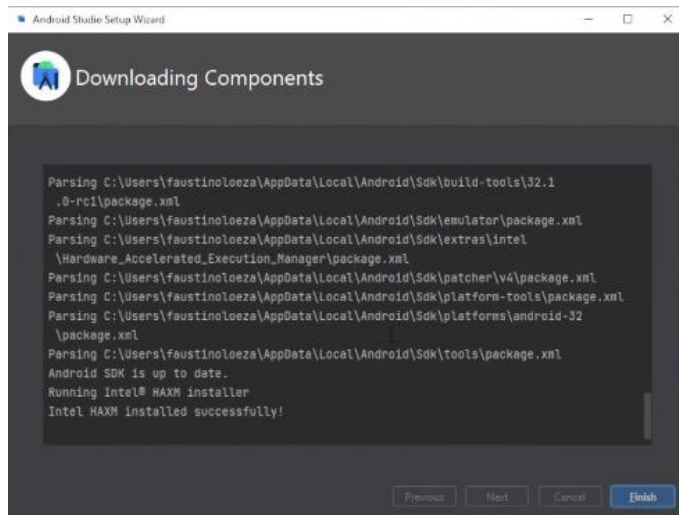 Android Studio Setup Wizard
Downloading Components
Parsing C:\Users\faustinoloeza\AppData\Local\Android\Sdk\build-tools\32.1
.0-rc1\package.xml
Parsing C:\Users\faustinoloeza\AppData\Local\Android\Sdk\emulator\package.xml
Parsing C:\Users\faustinoloeza\AppData\Local\Android\Sdk\extras\intel
\Hardware_Accelerated_Execution_Manager\package.xml
Parsing C:\Users\faustinoloeza\AppData\Local\Android\Sdk\patcher\v4\package.xml
Parsing C:\Users\faustinoloeza\AppData\Local\Android\Sdk\platform-tools\package.xml
Parsing C:\Users\faustinoloeza\AppData\Local\Android\Sdk\platforms\android-32
\package.xml
Parsing C:\Users\faustinoloeza\AppData\Local\Android\Sdk\tools\package.xml
Android SDK is up to date.
Running Intel® HAXM installer
Intel HAXM installed successfully!
Previous Next Cancel Finish